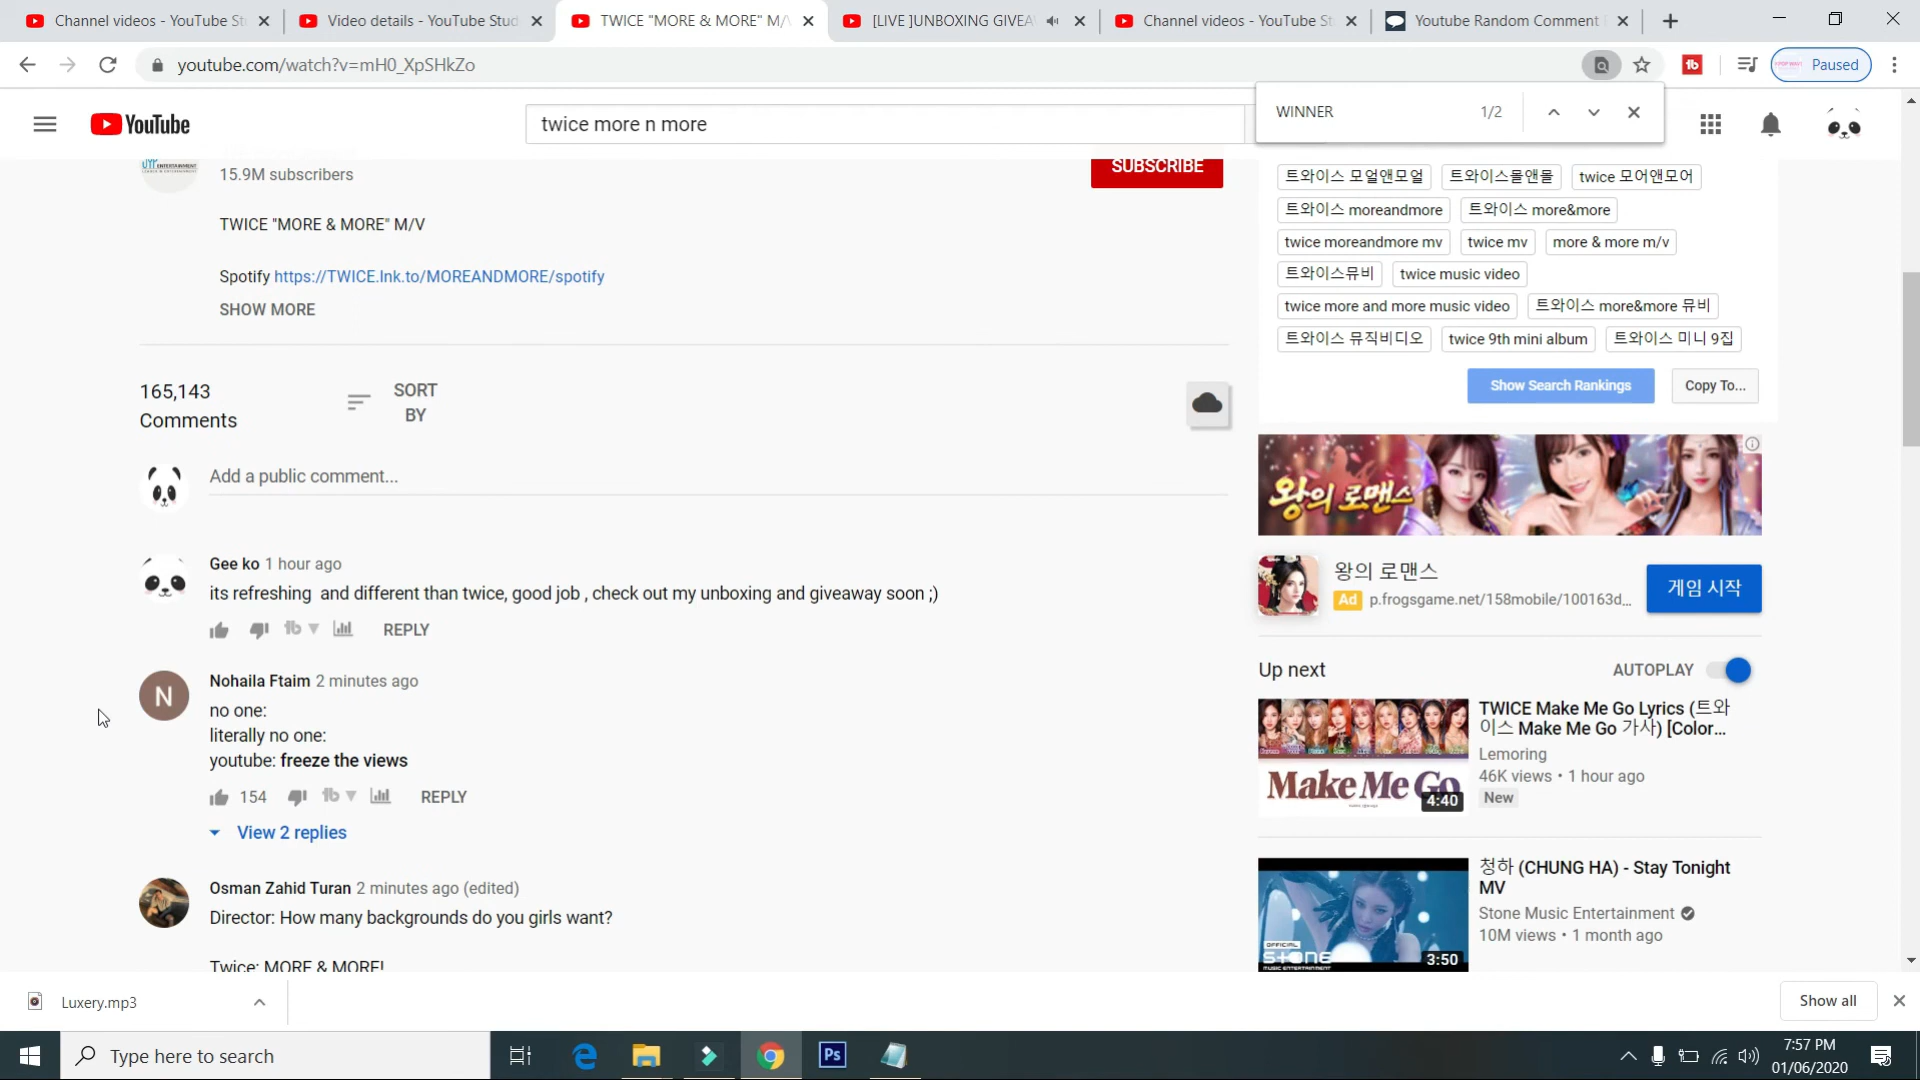 Channel videos - YouTube St
Video details - YouTube Stud
TWICE "MORE & MORE" M/V
[LIVE ]UNBOXING GIVEA
Channel videos - YouTube St
Youtube Random Comment
youtube.com/watch?v=mH0_XpSHkZo
Paused
WINNER
1/2
YouTube
twice more n more
15.9M subscribers
SUBSCRIBE
TWICE "MORE & MORE" M/V
Spotify https://TWICE.lnk.to/MOREANDMORE/spotify
SHOW MORE
165,143
Comments
SORT
BY
Add a public comment...
Gee ko 1 hour ago
its refreshing and different than twice, good job , check out my unboxing and giveaway soon ;)
REPLY
Nohaila Ftaim 2 minutes ago
no one:
literally no one:
youtube: freeze the views
154
REPLY
View 2 replies
Osman Zahid Turan 2 minutes ago (edited)
Director: How many backgrounds do you girls want?
Twice: MORE & MORE!
트와이스 모얼앤모얼
트와이스몰앤몰
twice 모어앤모어
트와이스 moreandmore
트와이스 more&more
twice moreandmore mv
twice mv
more & more m/v
트와이스뮤비
twice music video
twice more and more music video
트와이스 more&more 뮤비
트와이스 뮤직비디오
twice 9th mini album
트와이스 미니 9집
Show Search Rankings
Copy To...
왕의 로맨스
왕의 로맨스
Ad p.frogsgame.net/158mobile/100163d...
게임 시작
Up next
AUTOPLAY
Make Me Go
4:40
TWICE Make Me Go Lyrics (트와
이스 Make Me Go 가사) [Color...
Lemoring
46K views • 1 hour ago
New
OFFICIAL
STONE
MUSIC ENTERTAINMENT
3:50
청하 (CHUNG HA) - Stay Tonight
MV
Stone Music Entertainment
10M views • 1 month ago
Luxery.mp3
Show all
Type here to search
Ps
7:57 PM
01/06/2020